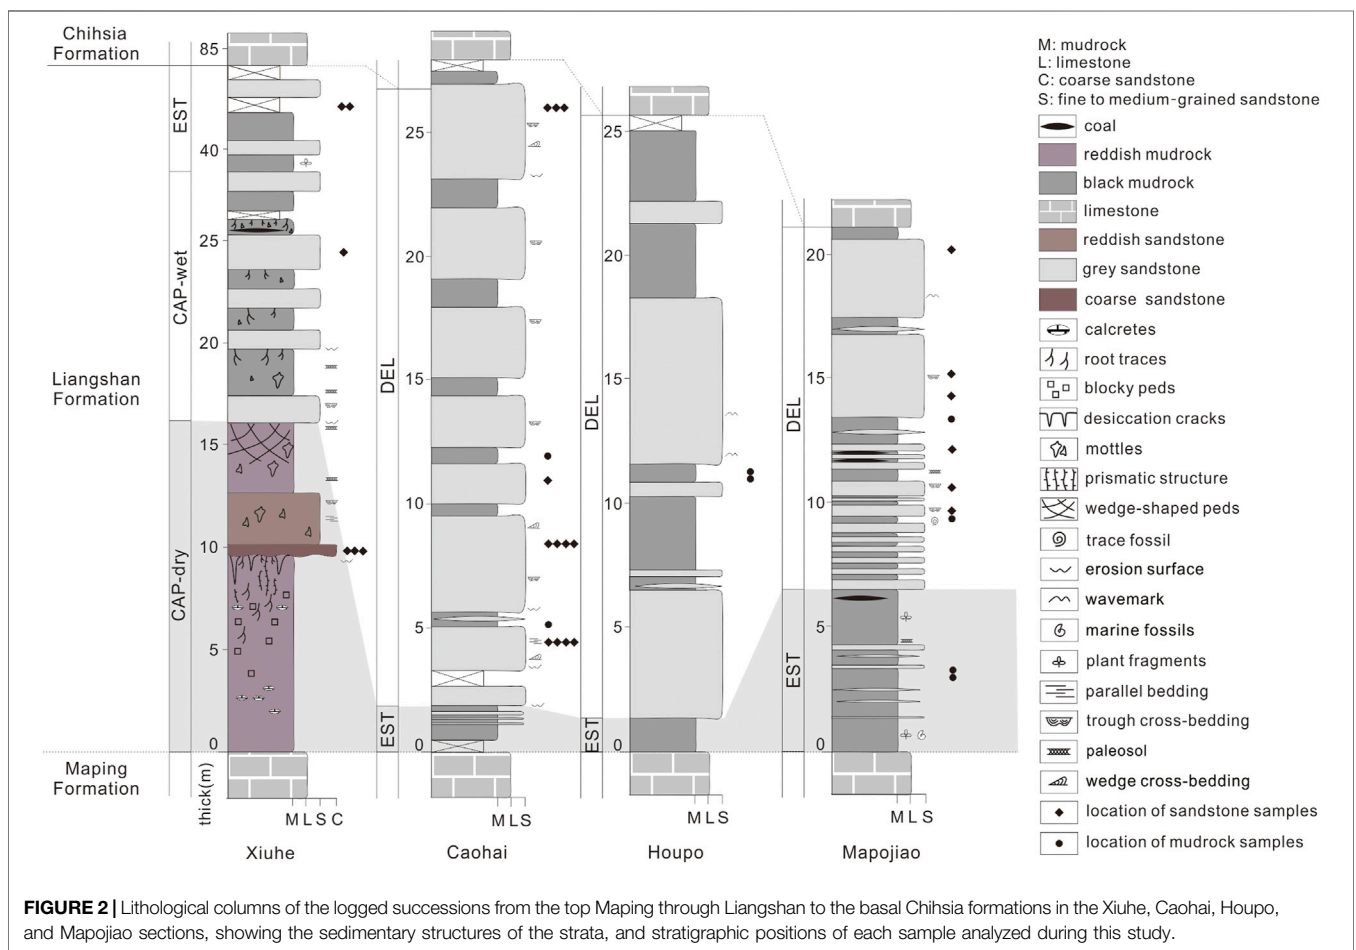 Chihsia
Formation
Liangshan
Formation
Maping
Formation
EST
CAP-wet
CAP-dry
85
40
25
20
15
10
5
0
thick(m)
M L S C
Xiuhe
DEL
EST
25
20
15
10
5
0
M L S
Caohai
DEL
EST
25
20
15
10
5
0
M L S
Houpo
DEL
EST
20
15
10
5
0
M L S
Mapojiao
M: mudrock
L: limestone
C: coarse sandstone
S: fine to medium-grained sandstone
coal
reddish mudrock
black mudrock
limestone
reddish sandstone
grey sandstone
coarse sandstone
calcretes
root traces
blocky peds
desiccation cracks
mottles
prismatic structure
wedge-shaped peds
trace fossil
erosion surface
wavemark
marine fossils
plant fragments
parallel bedding
trough cross-bedding
paleosol
wedge cross-bedding
location of sandstone samples
location of mudrock samples
FIGURE 2 | Lithological columns of the logged successions from the top Maping through Liangshan to the basal Chihsia formations in the Xiuhe, Caohai, Houpo,
and Mapojiao sections, showing the sedimentary structures of the strata, and stratigraphic positions of each sample analyzed during this study.